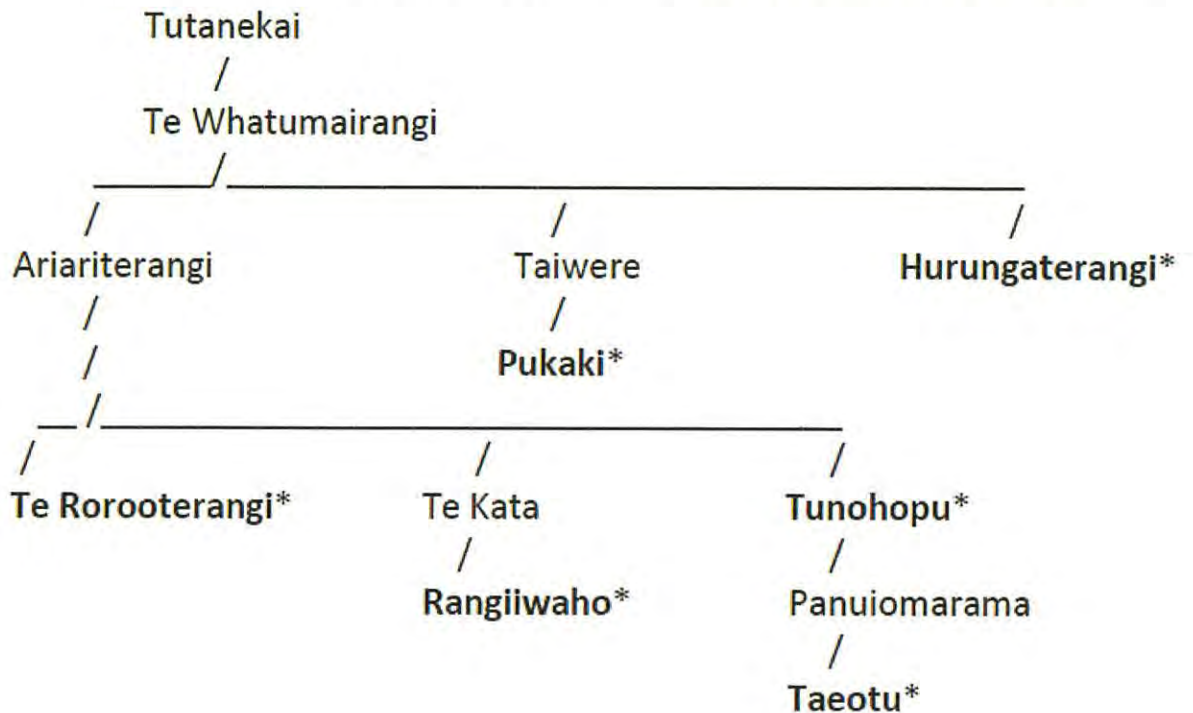 Tutanekai
/
Te Whatumairangi
/
/ / /
Ariariterangi Taiwere Hurungaterangi*
/ /
/ Pukaki*
/
/ / /
Te Rorooterangi* Te Kata Tunohopu*
/ /
Rangiiwaho* Panuiomarama
/
Taeotu*